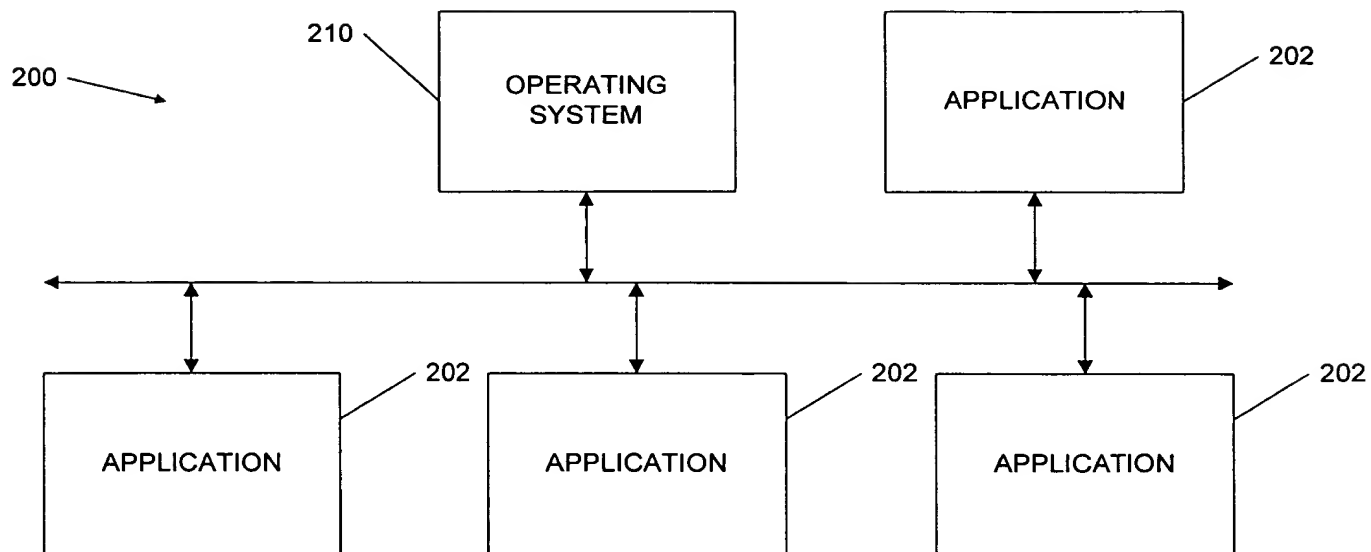 210
OPERATING
SYSTEM
200
APPLICATION
202
202
APPLICATION
202
APPLICATION
202
APPLICATION